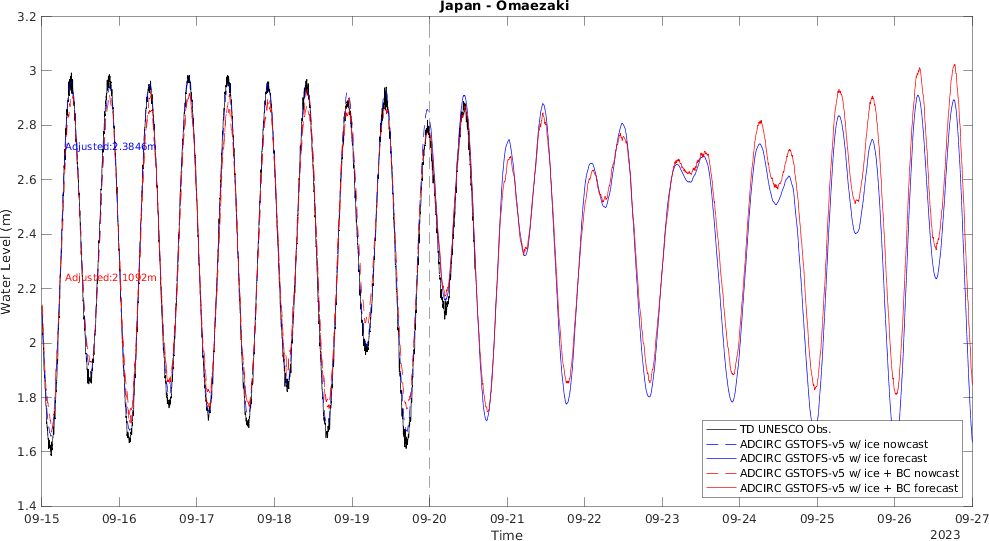 Japan - Omaezaki
3.2
3
2.8
2.6
2.4
2.2
2
1.8
1.6
1.4
Water Level (m)
Adjusted:2.3846m
Adjusted:2.1092m
TD UNESCO Obs.
ADCIRC GSTOFS-v5 w/ ice nowcast
ADCIRC GSTOFS-v5 w/ ice forecast
ADCIRC GSTOFS-v5 w/ ice + BC nowcast
ADCIRC GSTOFS-v5 w/ ice + BC forecast
09-15 09-16 09-17 09-18 09-19 09-20 09-21 09-22 09-23 09-24 09-25 09-26 09-27
Time
2023